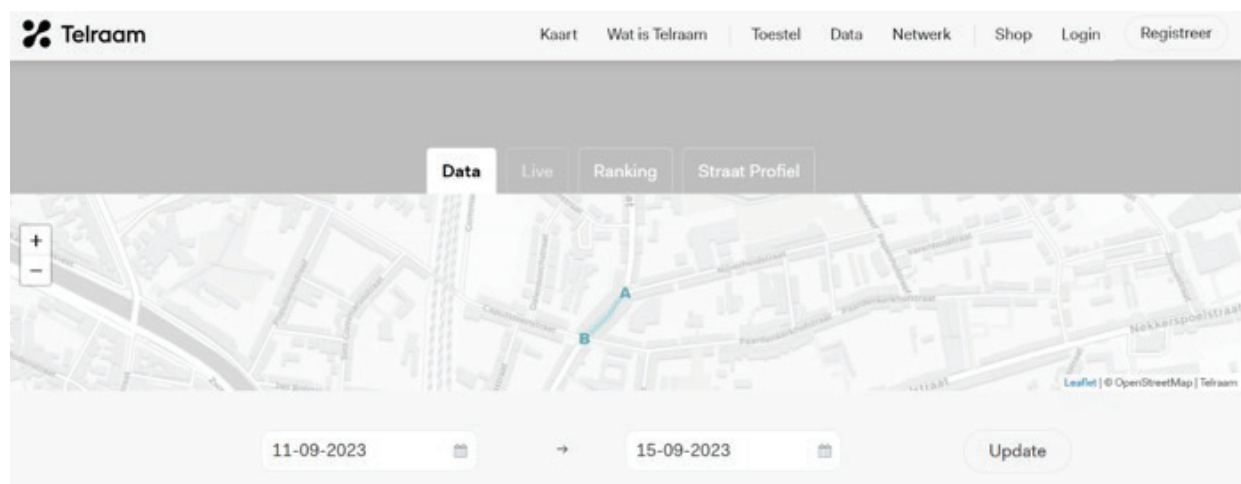 Telraam
Kaart Wat is Telraam Toestel Data Netwerk Shop Login Registreer
Data Live Ranking Straat Profiel
+
−
A
B
Caputsteenstraat
Nekkerspoelstraat
Leaflet | © OpenStreetMap | Telraam
11-09-2023 → 15-09-2023 Update